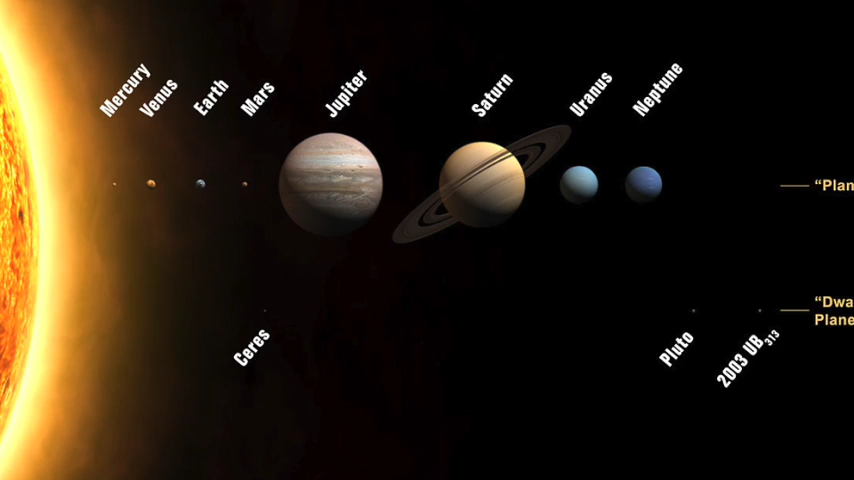 Mercury
Venus
Earth
Mars
Jupiter
Saturn
Uranus
Neptune
“Plan
Ceres
Pluto
2003 UB313
“Dwa
Plane